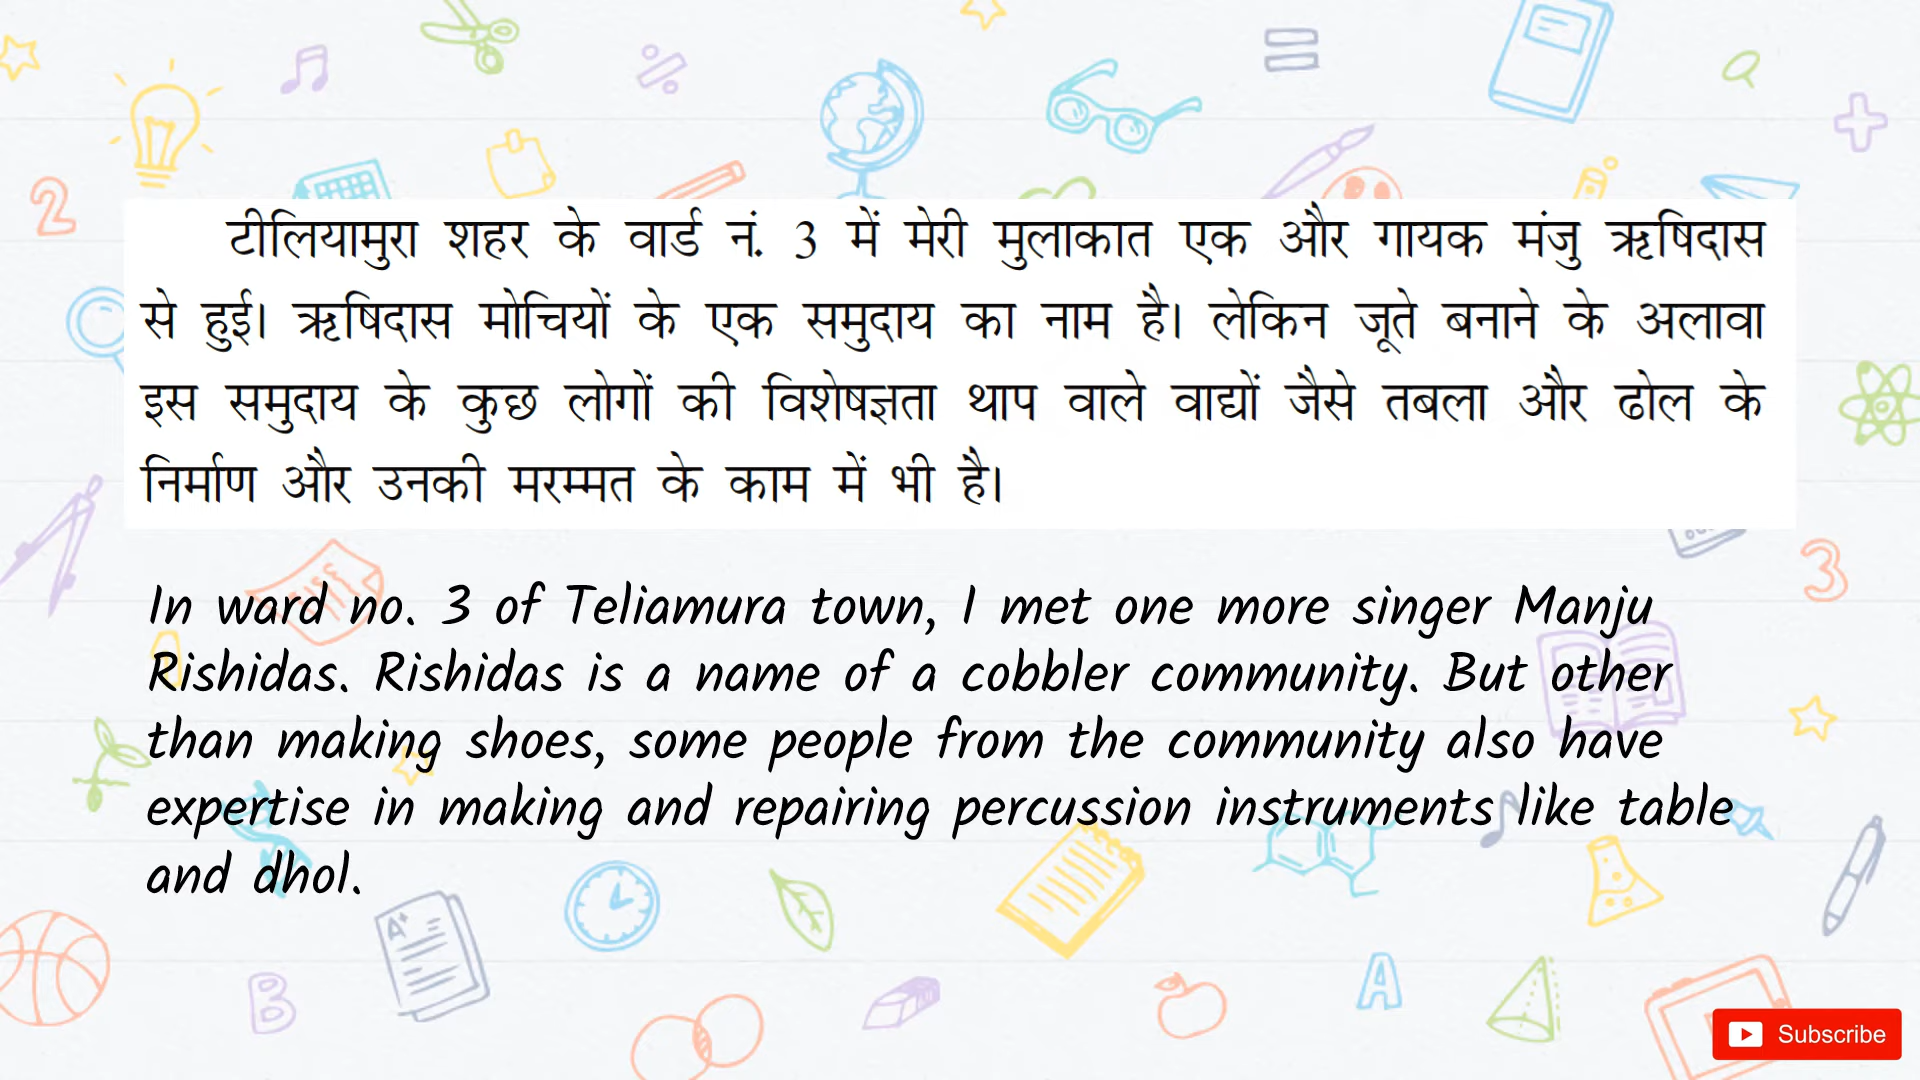 टीलियामुरा शहर के वार्ड नं. 3 में मेरी मुलाकात एक और गायक मंजु ऋषिदास
से हुई। ऋषिदास मोचियों के एक समुदाय का नाम है। लेकिन जूते बनाने के अलावा
इस समुदाय के कुछ लोगों की विशेषज्ञता थाप वाले वाद्यों जैसे तबला और ढोल के
निर्माण और उनकी मरम्मत के काम में भी है।
In ward no. 3 of Teliamura town, I met one more singer Manju
Rishidas. Rishidas is a name of a cobbler community. But other
than making shoes, some people from the community also have
expertise in making and repairing percussion instruments like table
and dhol.
Subscribe